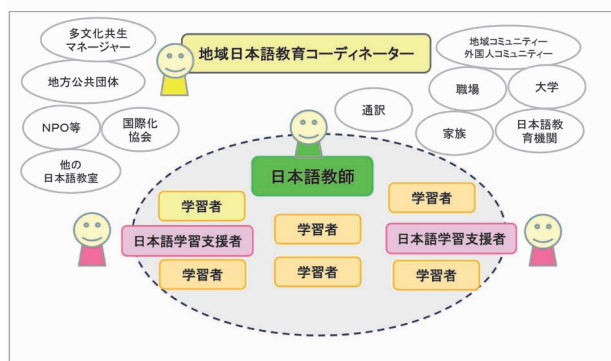 多文化共生
マネージャー
地域日本語教育コーディネーター
地域コミュニティー
外国人コミュニティー
地方公共団体
職場
大学
通訳
NPO等
国際化
協会
家族
日本語教
育機関
他の
日本語教室
日本語教師
学習者
学習者
学習者
日本語学習支援者
日本語学習支援者
学習者
学習者
学習者